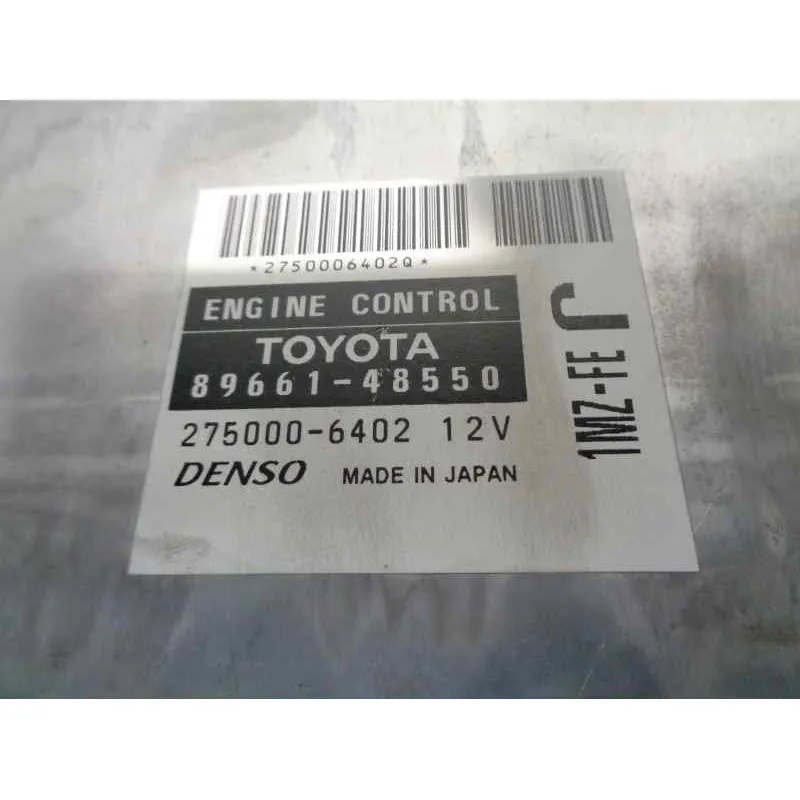 *2750006402Q*
ENGINE CONTROL
TOYOTA
89661-48550
275000-6402 12V
DENSO MADE IN JAPAN
1MZ-FE